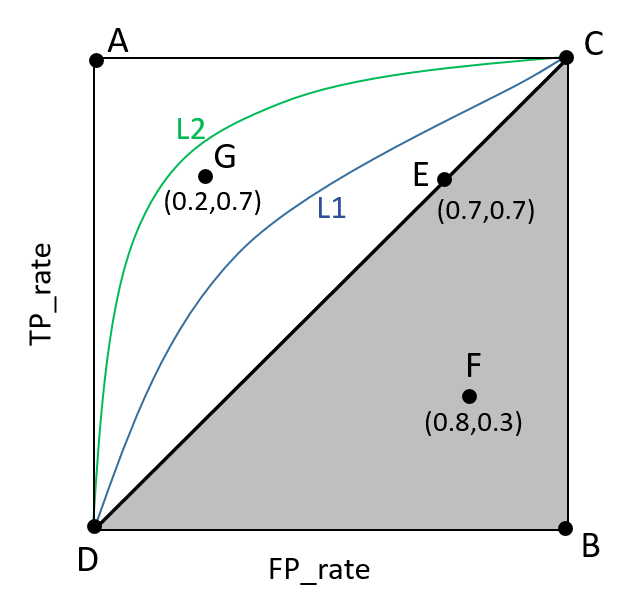 A
C
L2
G
(0.2,0.7)
E
(0.7,0.7)
L1
TP_rate
F
(0.8,0.3)
D
B
FP_rate